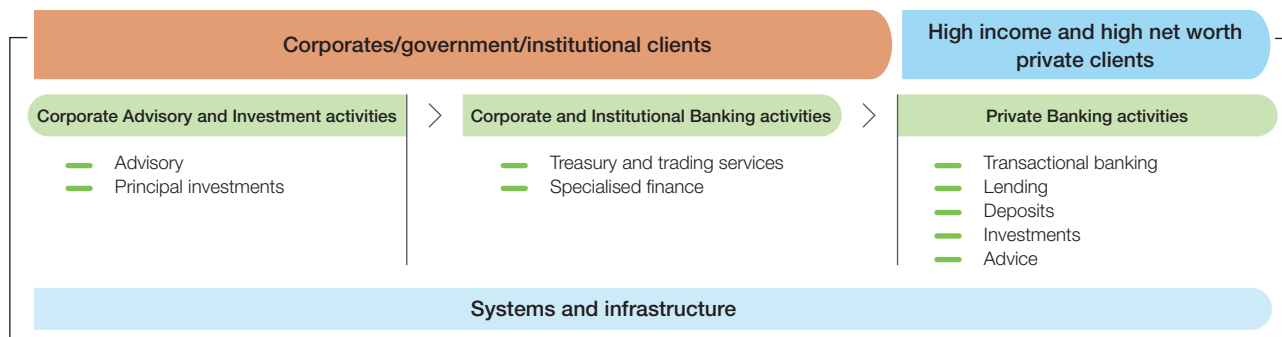 Corporates/government/institutional clients
High income and high net worth
private clients
Corporate Advisory and Investment activities
Advisory
Principal investments
Corporate and Institutional Banking activities
Treasury and trading services
Specialised finance
Private Banking activities
Transactional banking
Lending
Deposits
Investments
Advice
Systems and infrastructure